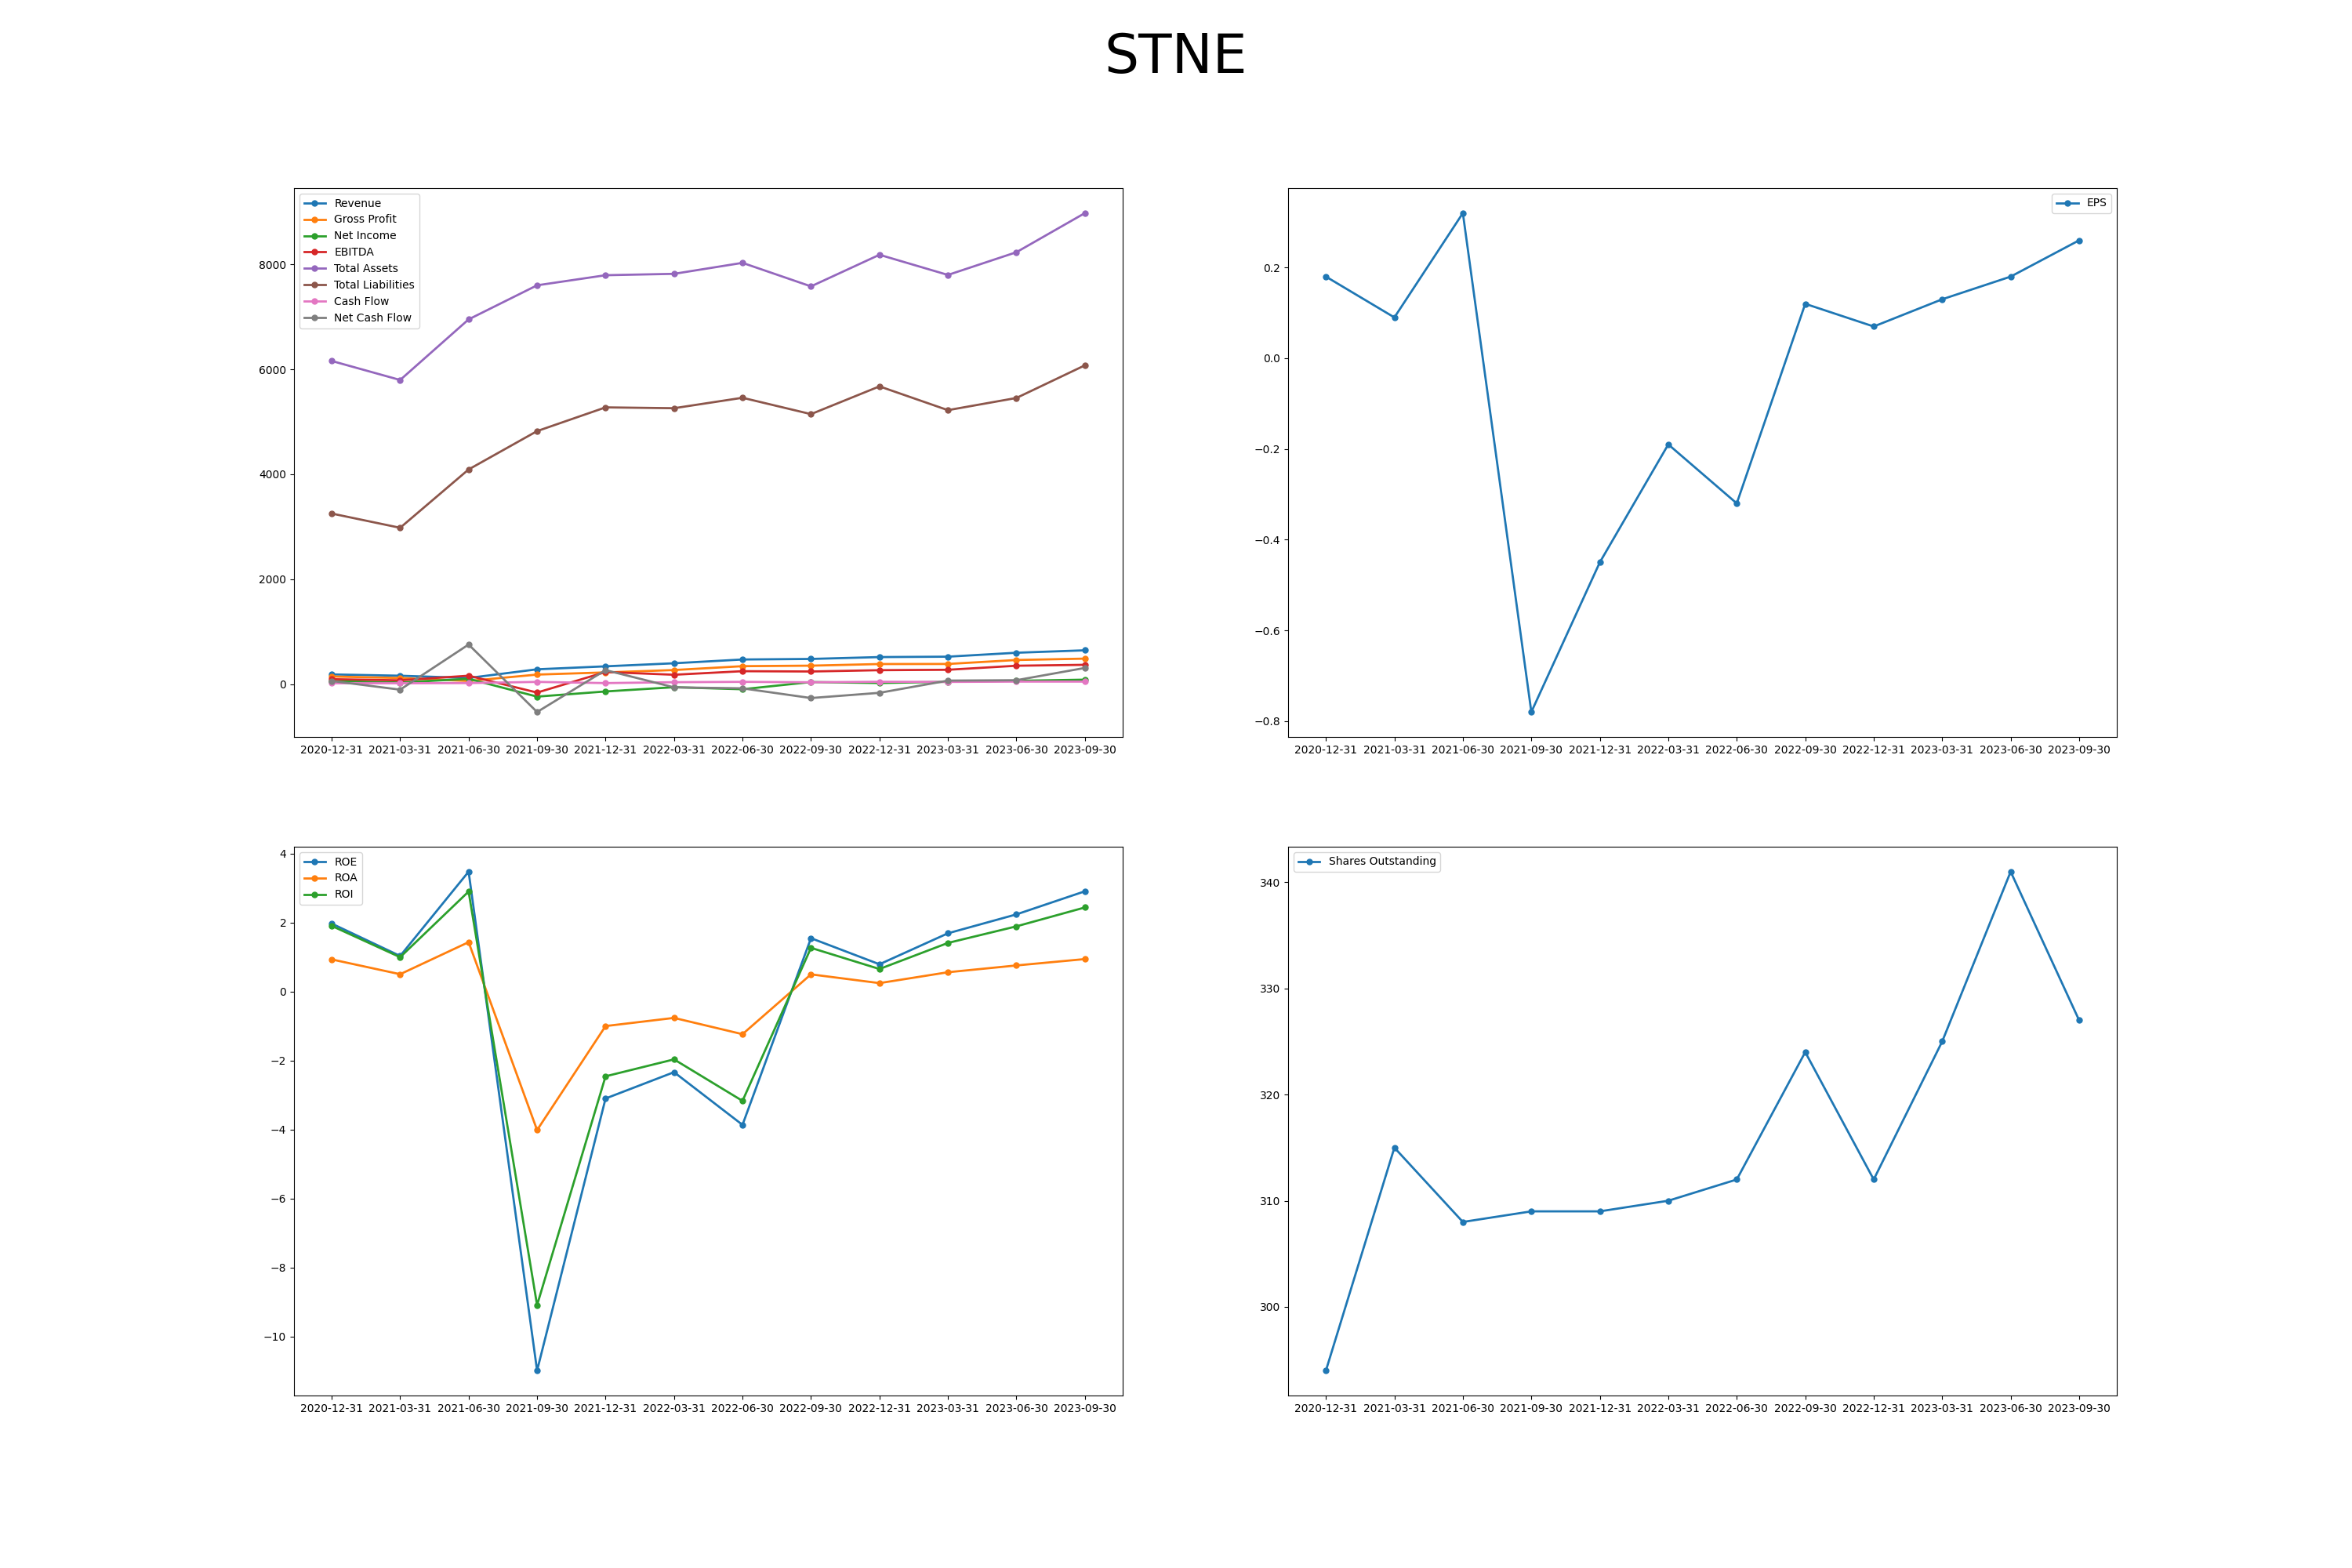 STNE
Revenue
Gross Profit
Net Income
EBITDA
Total Assets
Total Liabilities
Cash Flow
Net Cash Flow
8000
6000
4000
2000
0
2020-12-31 2021-03-31 2021-06-30 2021-09-30 2021-12-31 2022-03-31 2022-06-30 2022-09-30 2022-12-31 2023-03-31 2023-06-30 2023-09-30
EPS
0.2
0.0
−0.2
−0.4
−0.6
−0.8
2020-12-31 2021-03-31 2021-06-30 2021-09-30 2021-12-31 2022-03-31 2022-06-30 2022-09-30 2022-12-31 2023-03-31 2023-06-30 2023-09-30
ROE
ROA
ROI
4
2
0
−2
−4
−6
−8
−10
2020-12-31 2021-03-31 2021-06-30 2021-09-30 2021-12-31 2022-03-31 2022-06-30 2022-09-30 2022-12-31 2023-03-31 2023-06-30 2023-09-30
Shares Outstanding
340
330
320
310
300
2020-12-31 2021-03-31 2021-06-30 2021-09-30 2021-12-31 2022-03-31 2022-06-30 2022-09-30 2022-12-31 2023-03-31 2023-06-30 2023-09-30